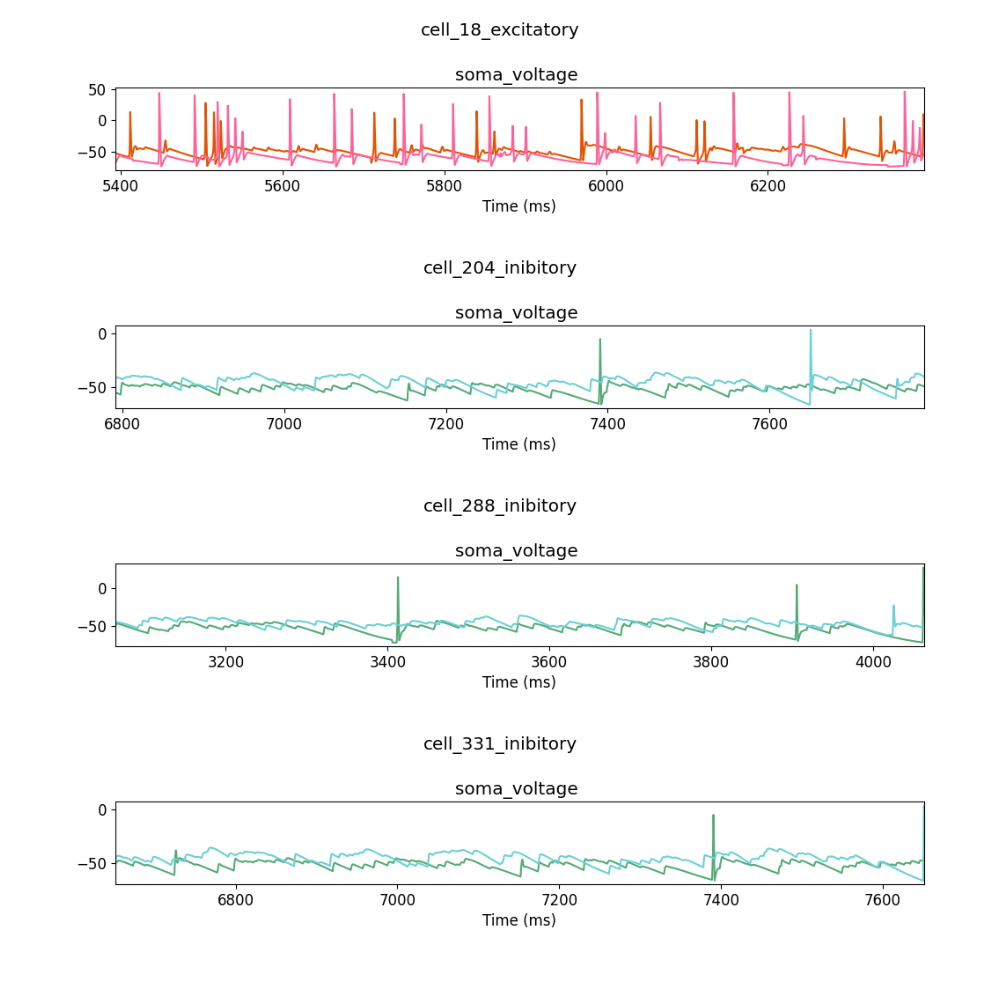 cell_18_excitatory
soma_voltage
50
0
−50
5400 5600 5800 6000 6200
Time (ms)
cell_204_inibitory
soma_voltage
0
−50
6800 7000 7200 7400 7600
Time (ms)
cell_288_inibitory
soma_voltage
0
−50
3200 3400 3600 3800 4000
Time (ms)
cell_331_inibitory
soma_voltage
0
−50
6800 7000 7200 7400 7600
Time (ms)